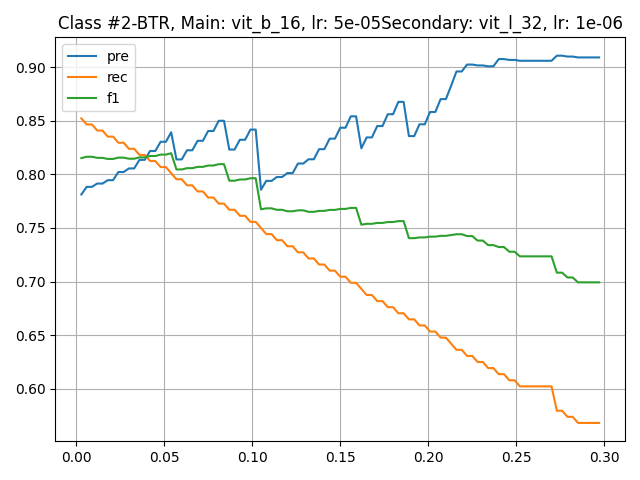 Class #2-BTR, Main: vit_b_16, lr: 5e-05Secondary: vit_l_32, lr: 1e-06
pre
rec
f1
0.90
0.85
0.80
0.75
0.70
0.65
0.60
0.00 0.05 0.10 0.15 0.20 0.25 0.30